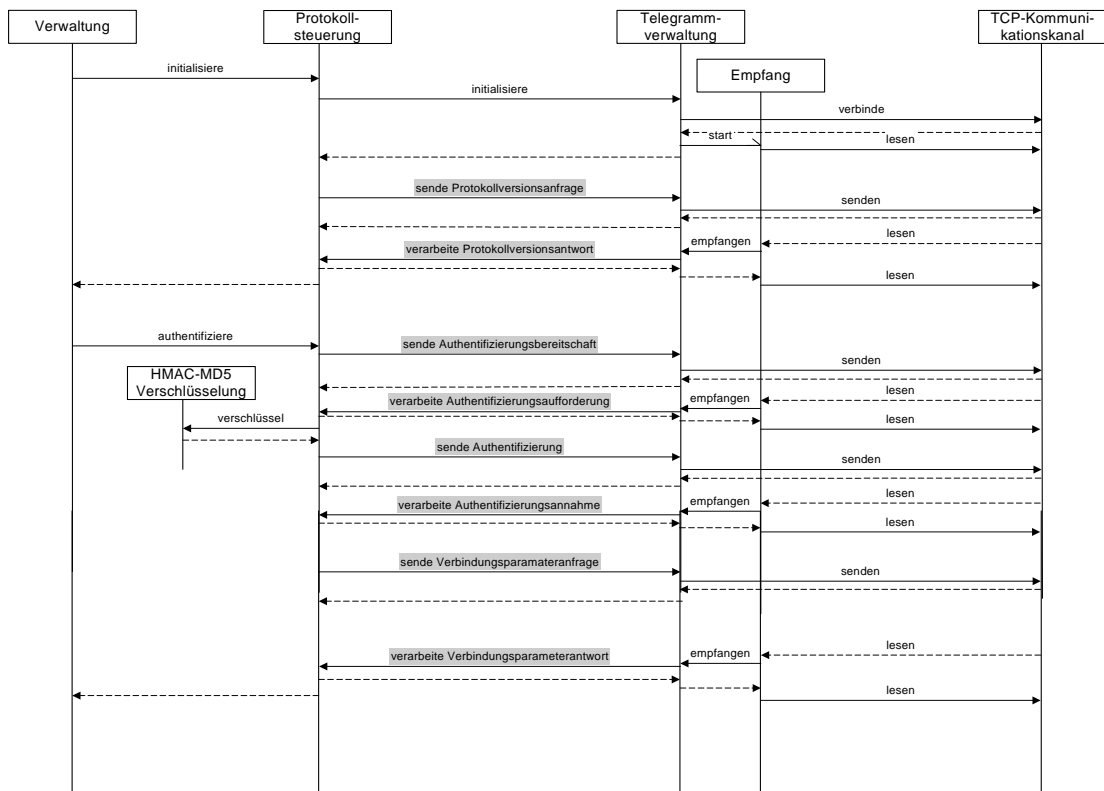 Verwaltung
Protokoll-
steuerung
Telegramm-
verwaltung
TCP-Kommuni-
kationskanal
Empfang
initialisiere
initialisiere
verbinde
start
lesen
sende Protokollversionsanfrage
senden
lesen
empfangen
verarbeite Protokollversionsantwort
lesen
authentifiziere
sende Authentifizierungsbereitschaft
senden
HMAC-MD5
Verschlüsselung
lesen
verarbeite Authentifizierungsaufforderung
empfangen
verschlüssel
lesen
sende Authentifizierung
senden
lesen
verarbeite Authentifizierungsannahme
empfangen
lesen
sende Verbindungsparamateranfrage
senden
lesen
verarbeite Verbindungsparameterantwort
empfangen
lesen